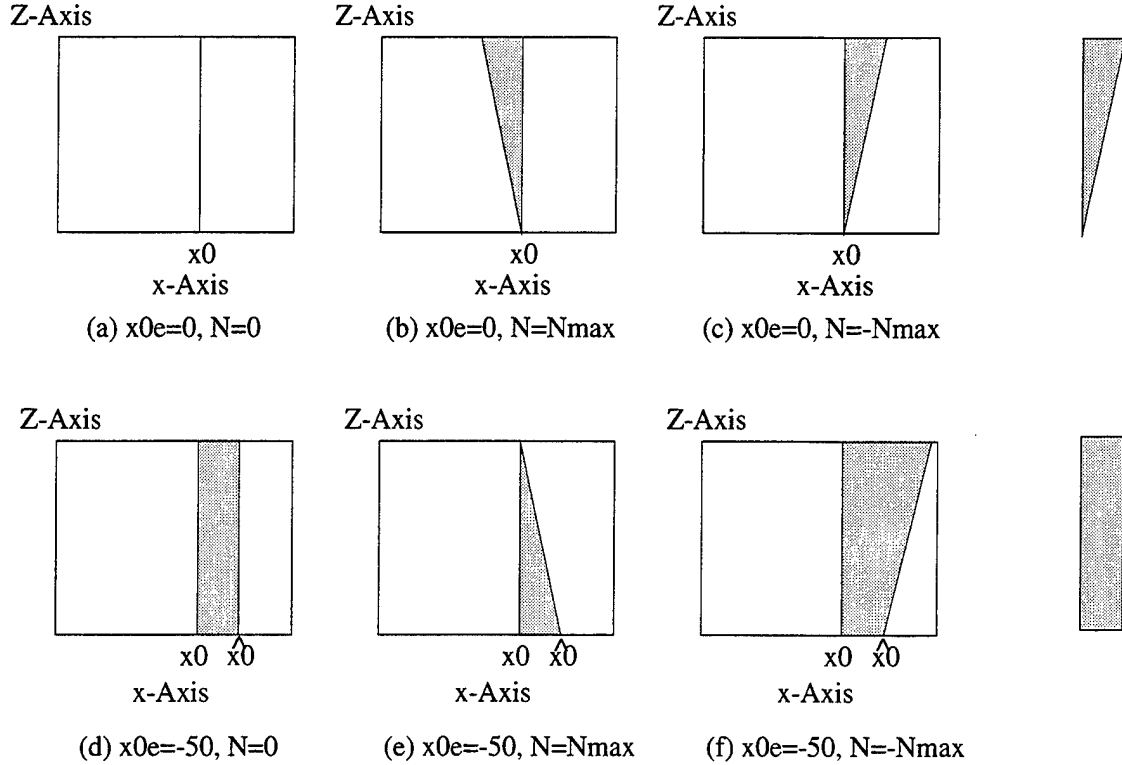 Z-Axis Z-Axis Z-Axis
x0 x0 x0
x-Axis x-Axis x-Axis
(a) x0e=0, N=0 (b) x0e=0, N=Nmax (c) x0e=0, N=-Nmax
Z-Axis Z-Axis Z-Axis
x0 x̂0 x0 x̂0 x0 x̂0
x-Axis x-Axis x-Axis
(d) x0e=-50, N=0 (e) x0e=-50, N=Nmax (f) x0e=-50, N=-Nmax